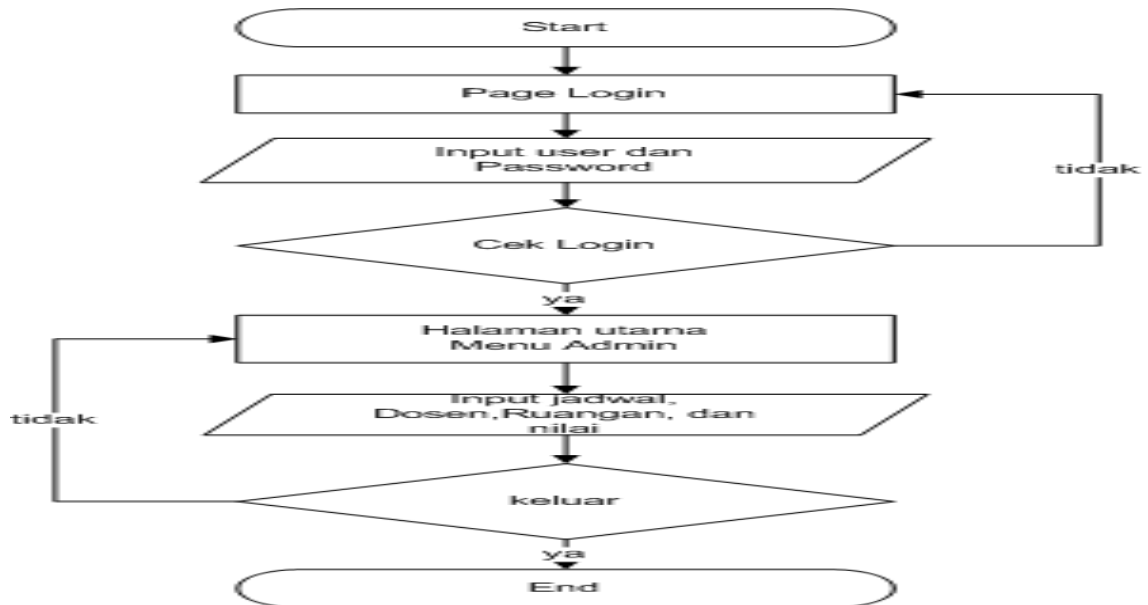 Start
Page Login
Input user dan
Password
tidak
Cek Login
ya
Halaman utama
Menu Admin
Input jadwal,
Dosen,Ruangan, dan
nilai
tidak
keluar
ya
End